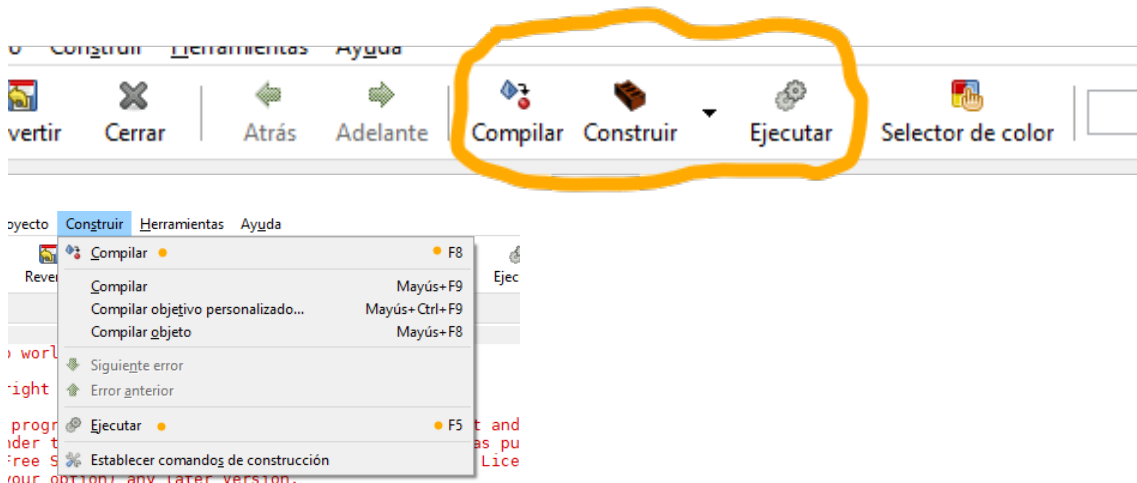 Construir Herramientas Ayuda
vertir Cerrar Atrás Adelante Compilar Construir Ejecutar Selector de color
oyecto Construir Herramientas Ayuda
Rever Compilar F8 Ejec
Compilar Mayús+F9
Compilar objetivo personalizado... Mayús+Ctrl+F9
Compilar objeto Mayús+F8
worl
Siguiente error
right
Error anterior
progr Ejecutar F5 t and
nder t as pu
Free S Establecer comandos de construcción Lice
your option) any later version.